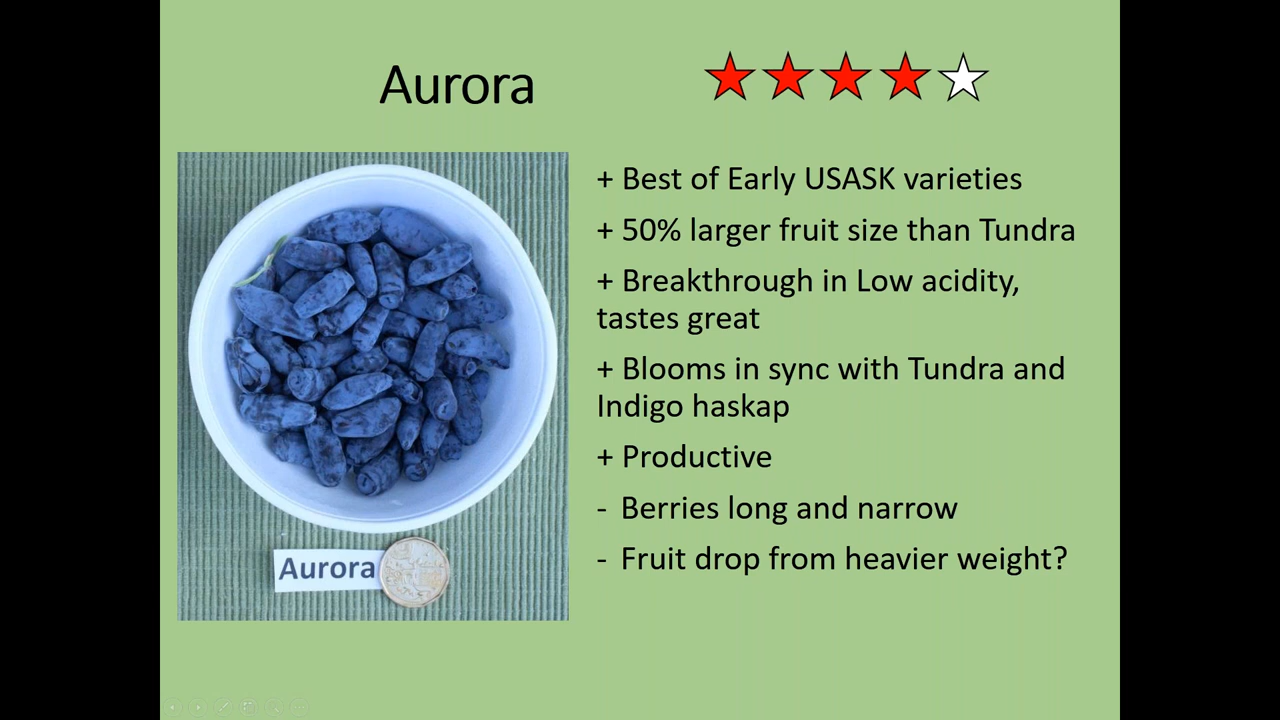 Aurora
+ Best of Early USASK varieties
+ 50% larger fruit size than Tundra
+ Breakthrough in Low acidity,
tastes great
+ Blooms in sync with Tundra and
Indigo haskap
+ Productive
- Berries long and narrow
- Fruit drop from heavier weight?
Aurora